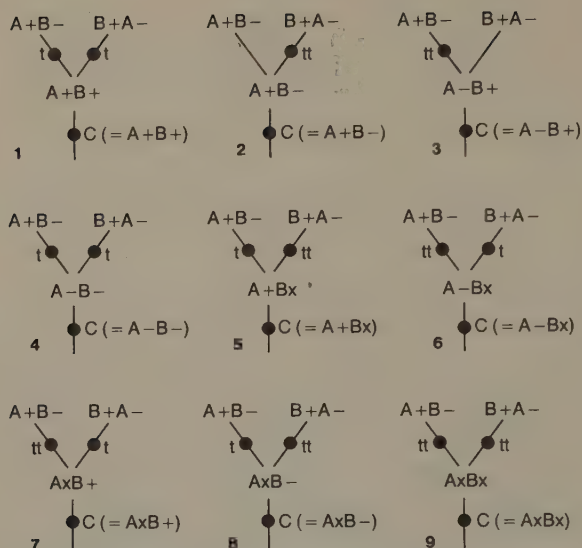 A+B− B+A− A+B− B+A− A+B− B+A−
t t tt tt
A+B+ A+B− A−B+
C (= A+B+) C (= A+B−) C (= A−B+)
1 2 3
A+B− B+A− A+B− B+A− A+B− B+A−
t t t tt tt t
A−B− A+Bx A−Bx
C (= A−B−) C (= A+Bx) C (= A−Bx)
4 5 6
A+B− B+A− A+B− B+A− A+B− B+A−
tt t t tt tt tt
AxB+ AxB− AxBx
C (= AxB+) C (= AxB−) C (= AxBx)
7 8 9